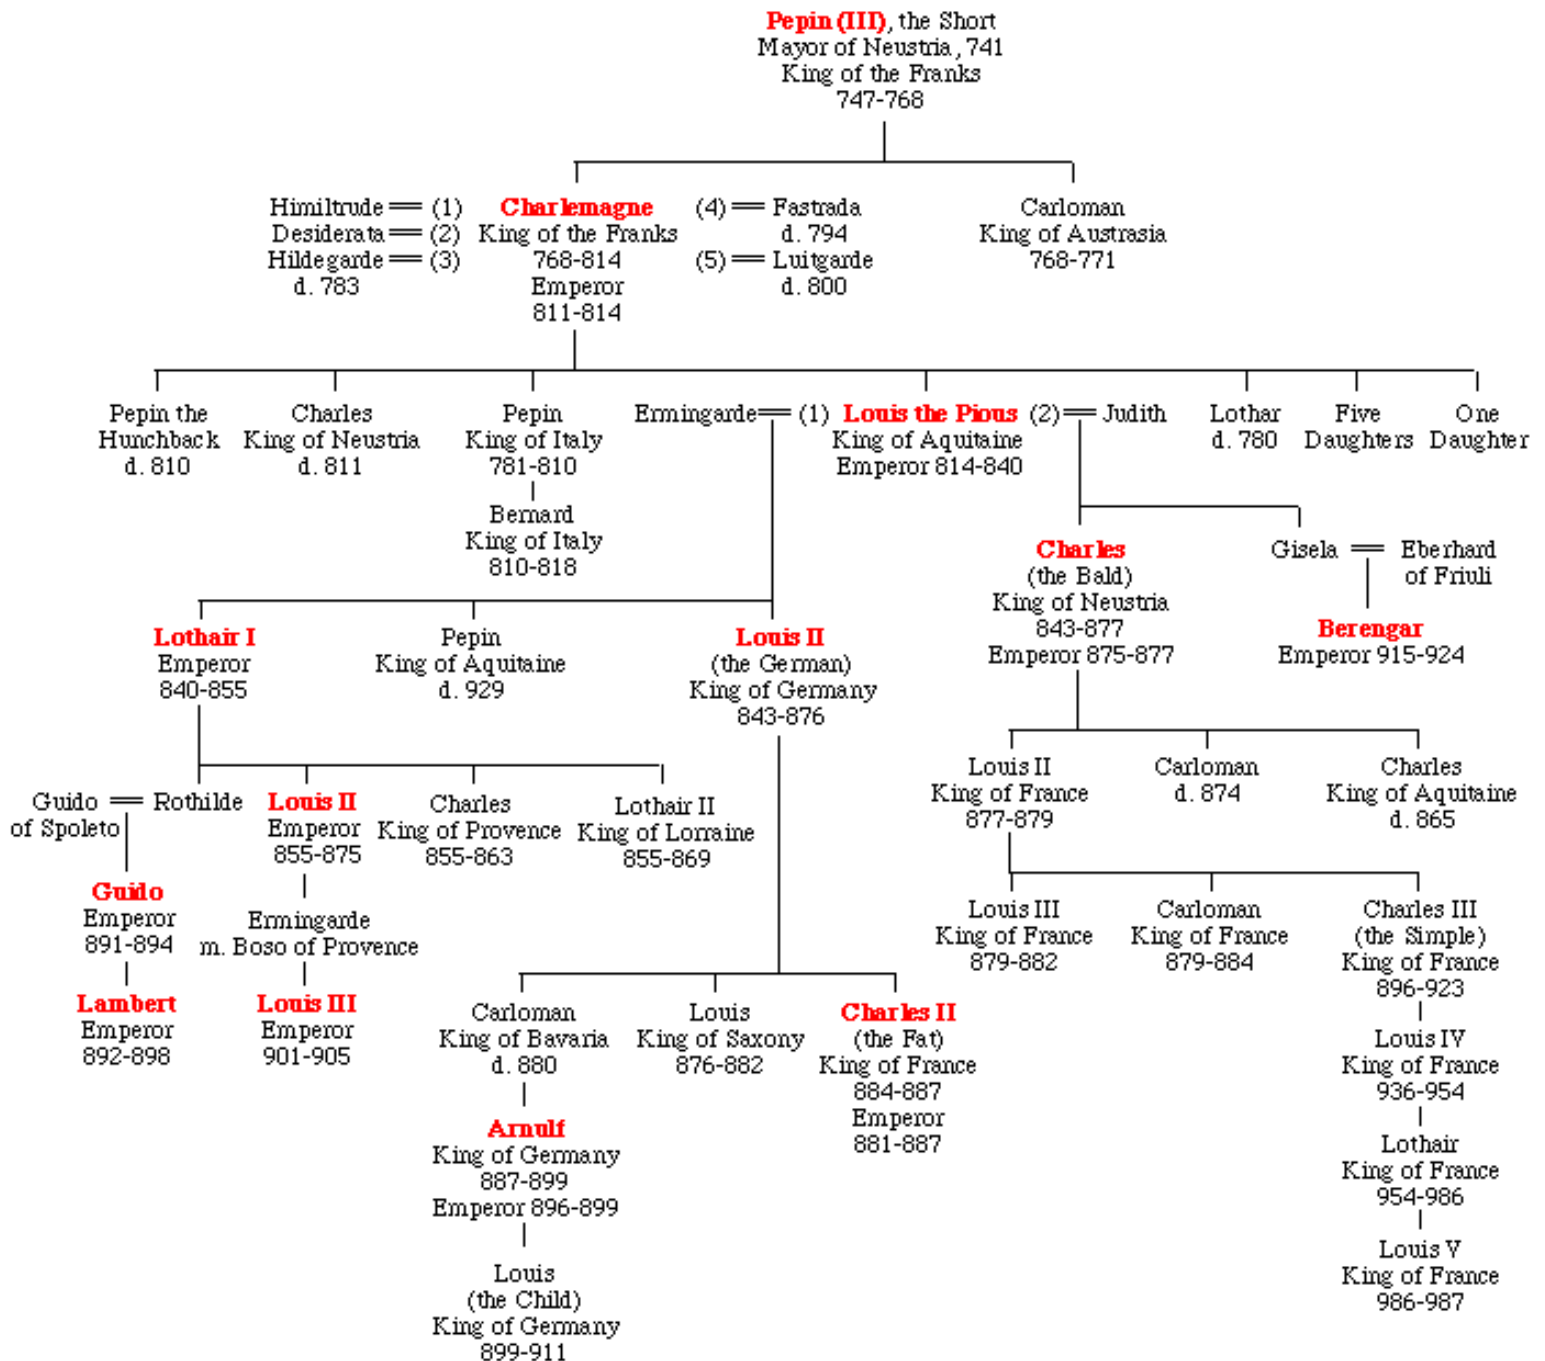 Pepin (III), the Short
Mayor of Neustria, 741
King of the Franks
747-768
Himiltrude (1)
Desiderata (2)
Hildegarde (3)
d. 783
Charlemagne
King of the Franks
768-814
Emperor
811-814
(4) Fastrada
d. 794
(5) Luitgarde
d. 800
Carloman
King of Austrasia
768-771
Pepin the
Hunchback
d. 810
Charles
King of Neustria
d. 811
Pepin
King of Italy
781-810
Bernard
King of Italy
810-818
Ermingarde (1) Louis the Pious (2) Judith
King of Aquitaine
Emperor 814-840
Lothar
d. 780
Five
Daughters
One
Daughter
Charles
(the Bald)
King of Neustria
843-877
Emperor 875-877
Gisela
Eberhard
of Friuli
Berengar
Emperor 915-924
Lothair I
Emperor
840-855
Pepin
King of Aquitaine
d. 929
Louis II
(the German)
King of Germany
843-876
Guido
of Spoleto
Rothilde
Louis II
Emperor
855-875
Charles
King of Provence
855-863
Lothair II
King of Lorraine
855-869
Louis II
King of France
877-879
Carloman
d. 874
Charles
King of Aquitaine
d. 865
Guido
Emperor
891-894
Ermingarde
m. Boso of Provence
Lambert
Emperor
892-898
Louis III
Emperor
901-905
Louis III
King of France
879-882
Carloman
King of France
879-884
Charles III
(the Simple)
King of France
896-923
Carloman
King of Bavaria
d. 880
Louis
King of Saxony
876-882
Charles II
(the Fat)
King of France
884-887
Emperor
881-887
Louis IV
King of France
936-954
Arnulf
King of Germany
887-899
Emperor 896-899
Lothair
King of France
954-986
Louis
(the Child)
King of Germany
899-911
Louis V
King of France
986-987